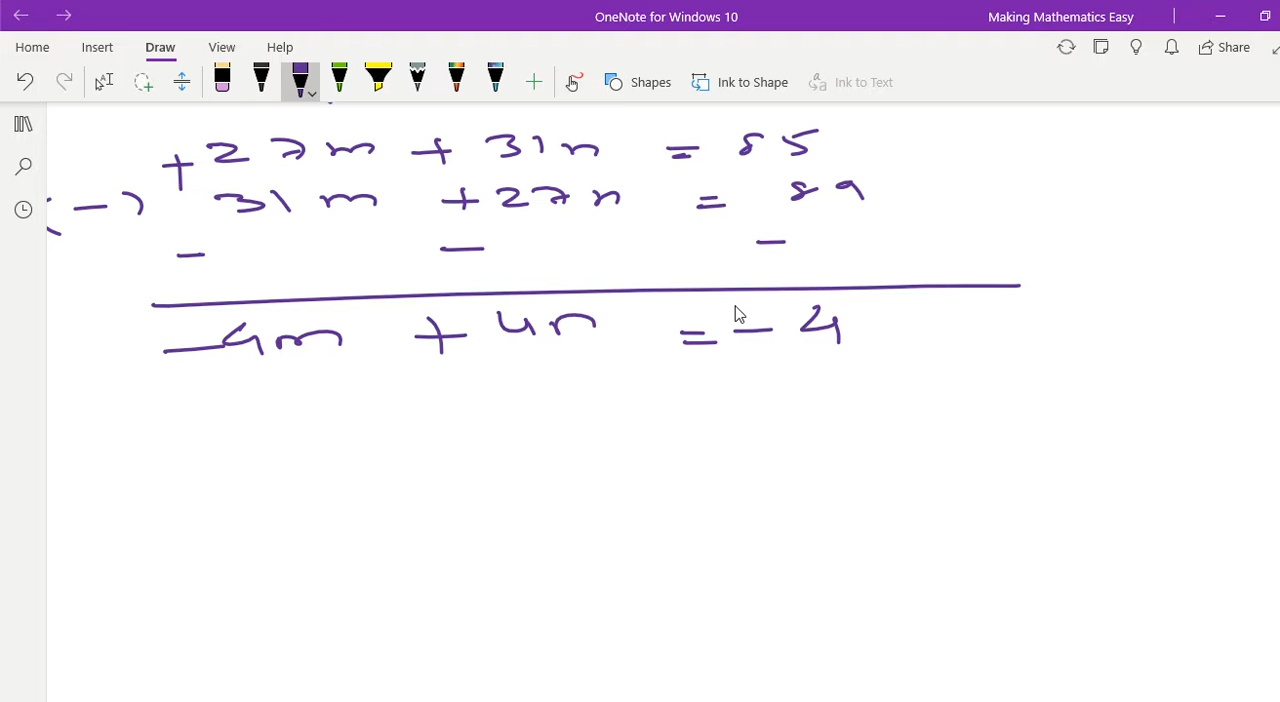 OneNote for Windows 10
Making Mathematics Easy
Home Insert Draw View Help
Share
Shapes
Ink to Shape
Ink to Text
+27m + 31n = 85
(-) 31m +27n = 89
- - -
-4m + 4n = -4